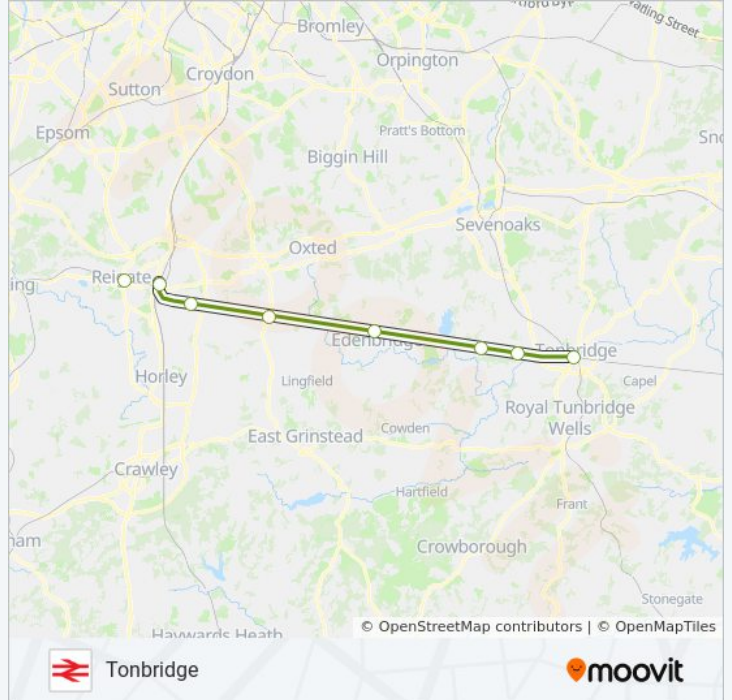 Bromley
Orpington
Watling Street
Croydon
Sutton
Epsom
Pratt's Bottom
Biggin Hill
Sevenoaks
Oxted
Reigate
Edenbridge
Tonbridge
Horley
Lingfield
Capel
Royal Tunbridge
Wells
Cowden
East Grinstead
Crawley
Hartfield
Frant
Crowborough
Stonegate
Haywards Heath
© OpenStreetMap contributors | © OpenMapTiles
Tonbridge
moovit